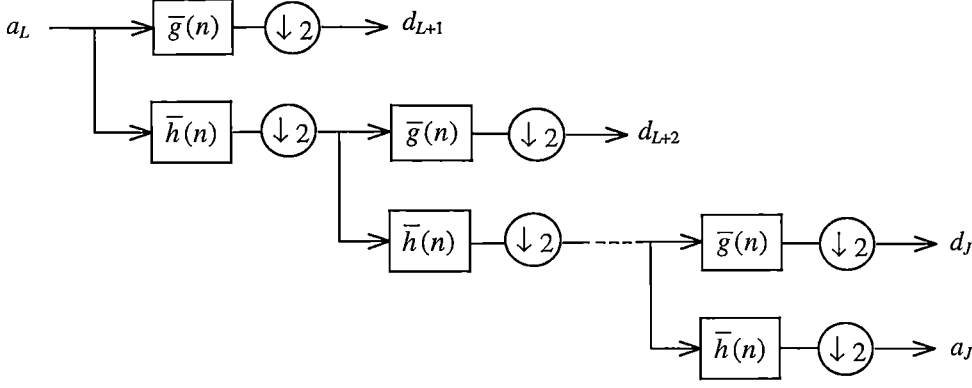 a_L g̅(n) ↓2 d_{L+1}
h̅(n) ↓2 g̅(n) ↓2 d_{L+2}
h̅(n) ↓2 g̅(n) ↓2 d_J
h̅(n) ↓2 a_J